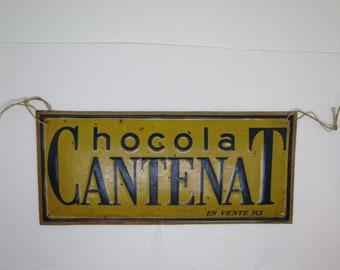 Chocolat
CANTENAT
EN VENTE ICI